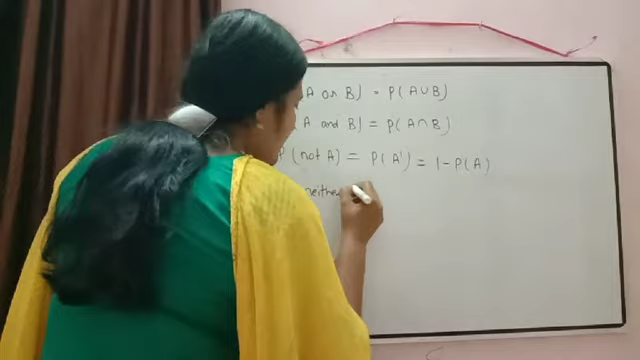 A or B) = P(A∪B)
A and B) = P(A∩B)
P(not A) = P(A') = 1-P(A)
neither